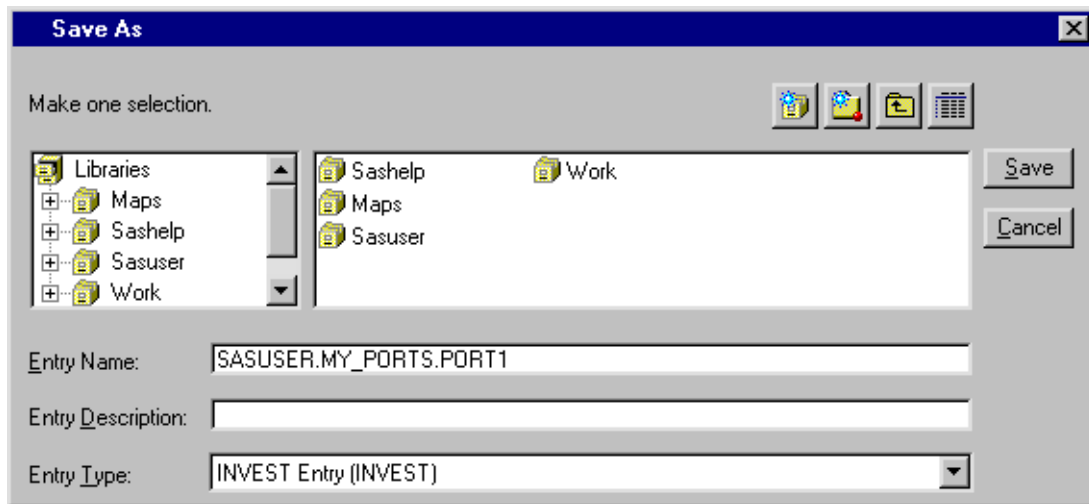 Save As
Make one selection.
Libraries
Maps
Sashelp
Sasuser
Work
Sashelp
Work
Maps
Sasuser
Save
Cancel
Entry Name:
SASUSER.MY_PORTS.PORT1
Entry Description:
Entry Type:
INVEST Entry (INVEST)